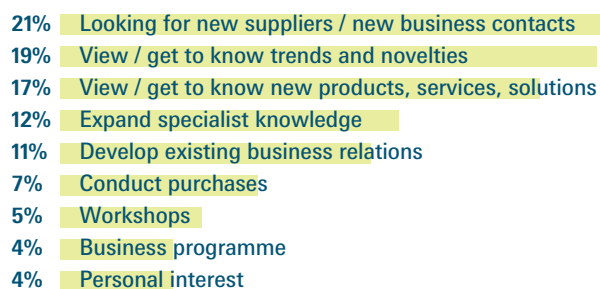 21% Looking for new suppliers / new business contacts
19% View / get to know trends and novelties
17% View / get to know new products, services, solutions
12% Expand specialist knowledge
11% Develop existing business relations
7% Conduct purchases
5% Workshops
4% Business programme
4% Personal interest